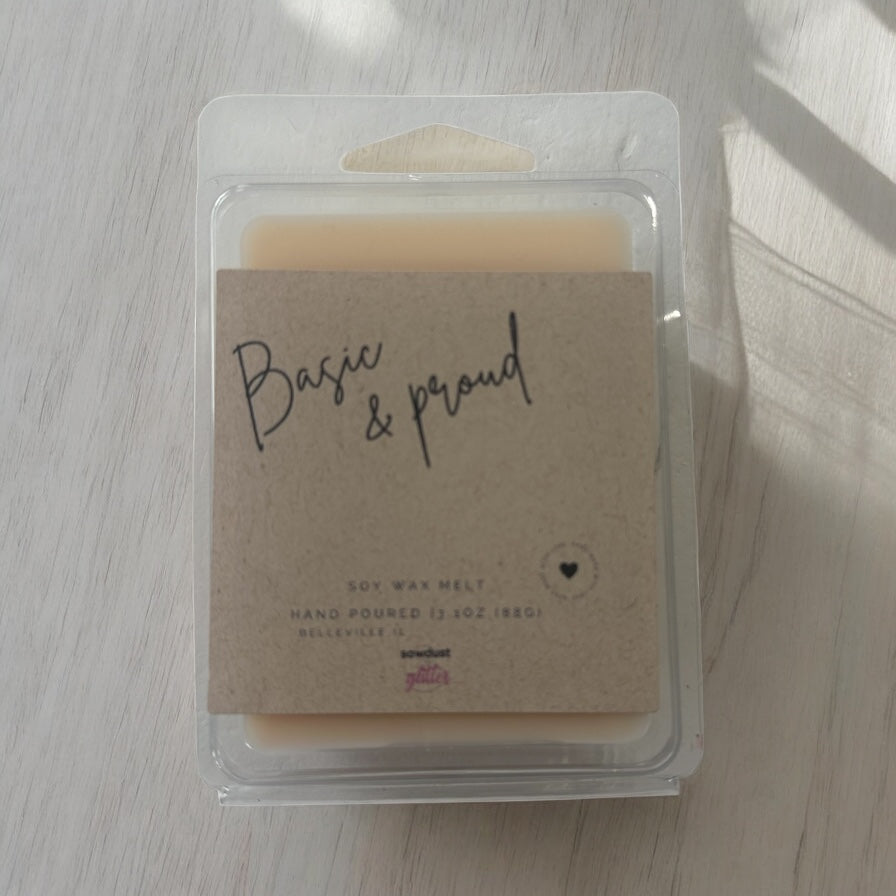 Basic
& proud
SOY WAX MELT
HAND POURED |3.1OZ (88G)
BELLEVILLE IL
sawdust
glitter